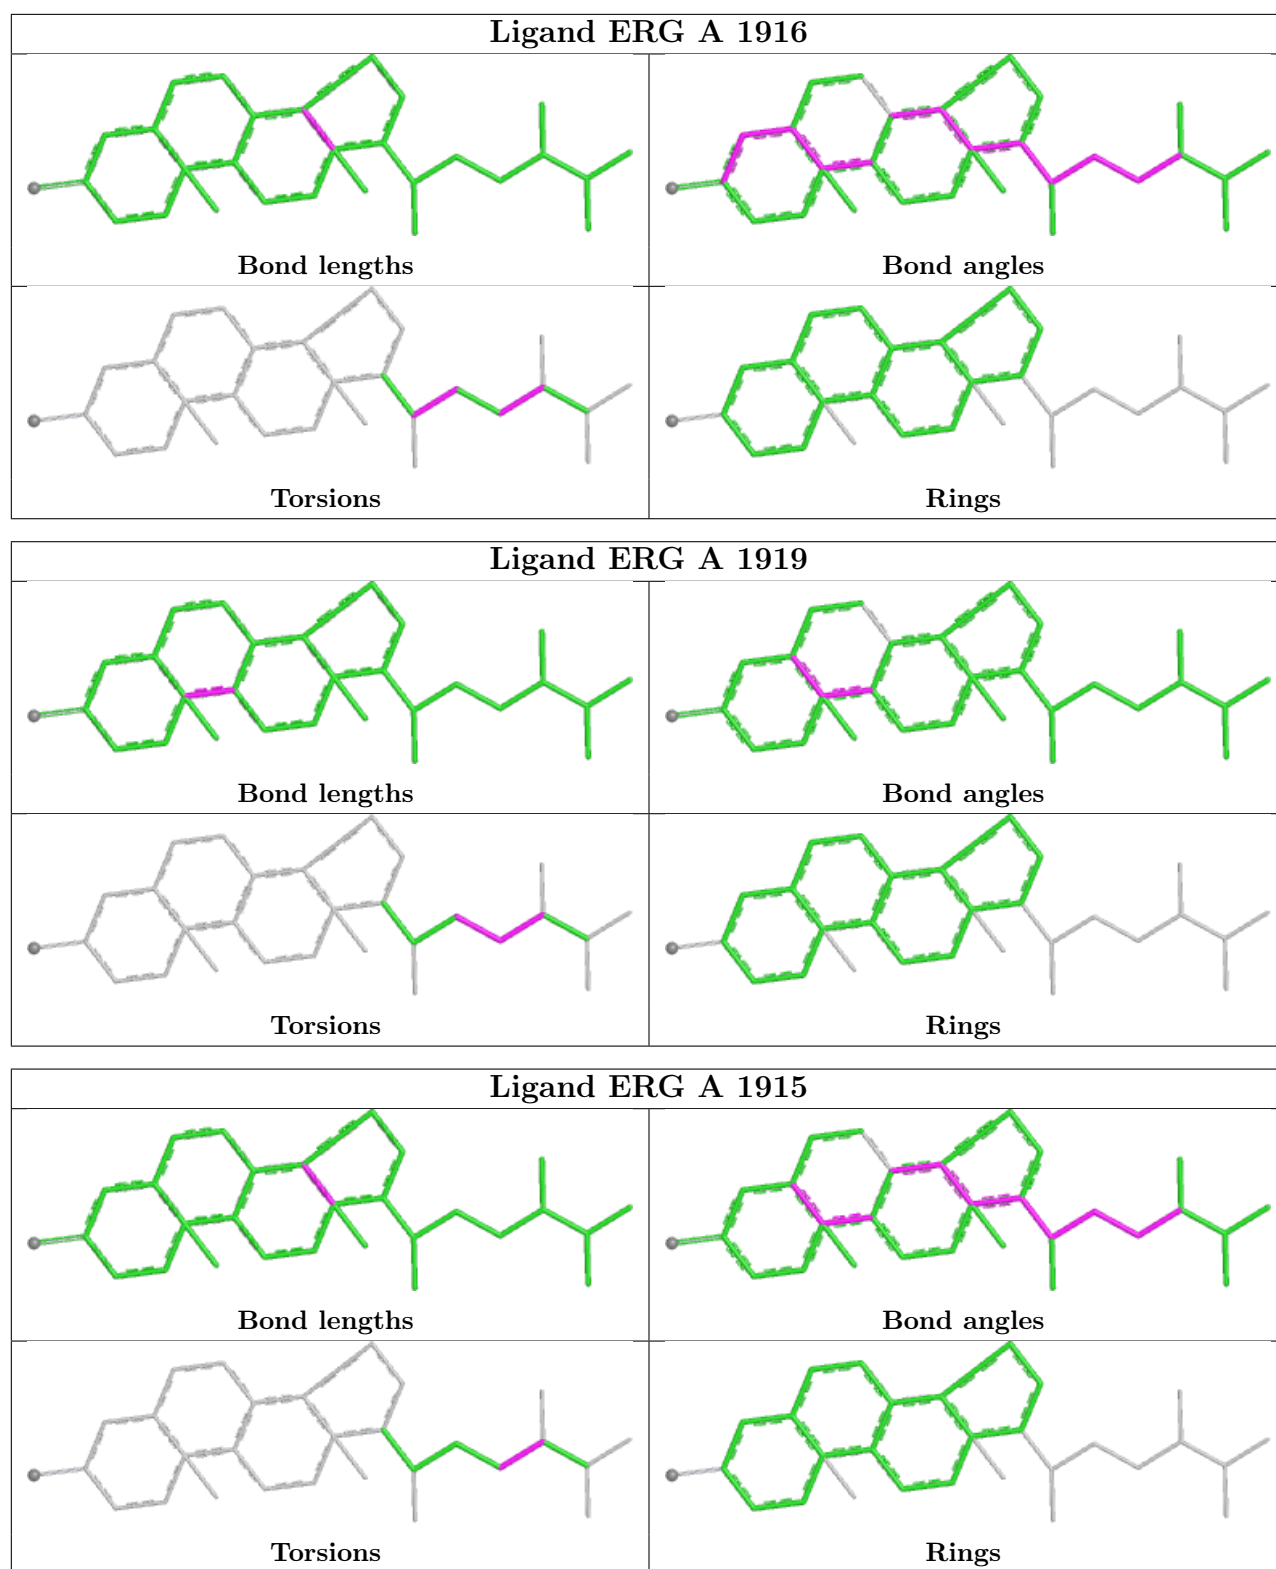 Ligand ERG A 1916
Bond lengths
Bond angles
Torsions
Rings
Ligand ERG A 1919
Bond lengths
Bond angles
Torsions
Rings
Ligand ERG A 1915
Bond lengths
Bond angles
Torsions
Rings